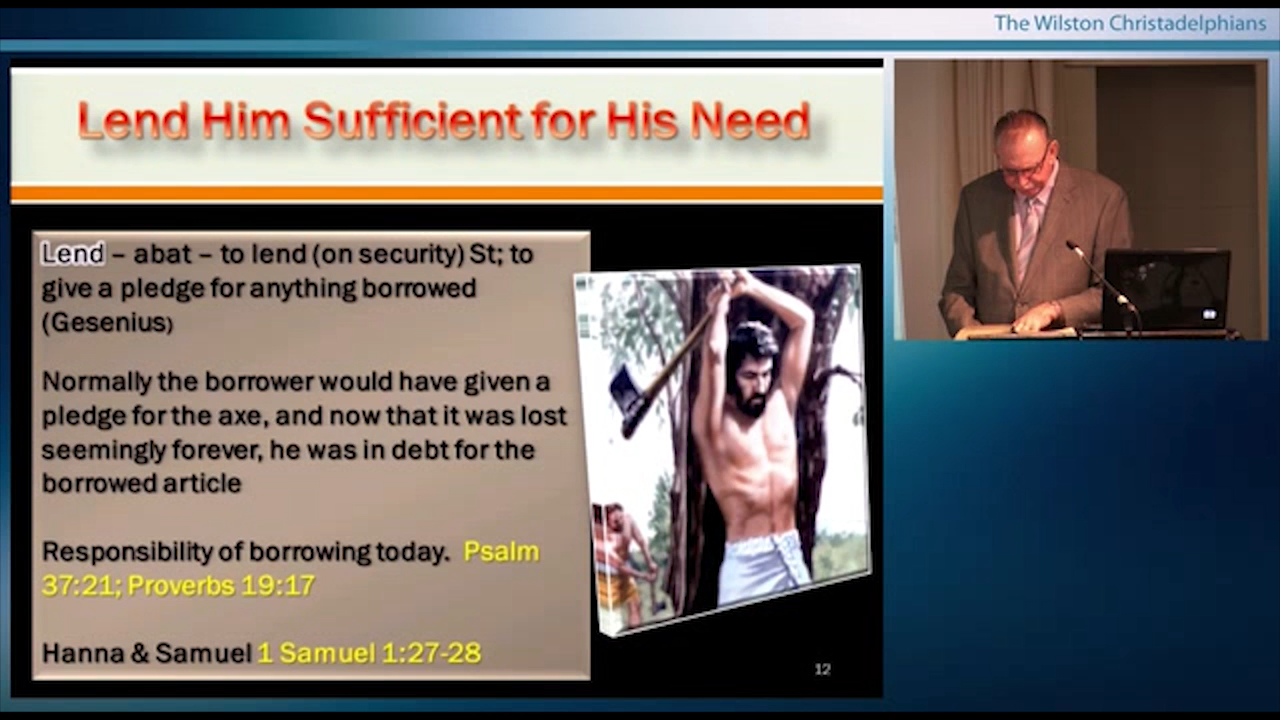 The Wilston Christadelphians
Lend Him Sufficient for His Need
Lend – abat – to lend (on security) St; to
give a pledge for anything borrowed
(Gesenius)
Normally the borrower would have given a
pledge for the axe, and now that it was lost
seemingly forever, he was in debt for the
borrowed article
Responsibility of borrowing today. Psalm
37:21; Proverbs 19:17
Hanna & Samuel 1 Samuel 1:27-28
12